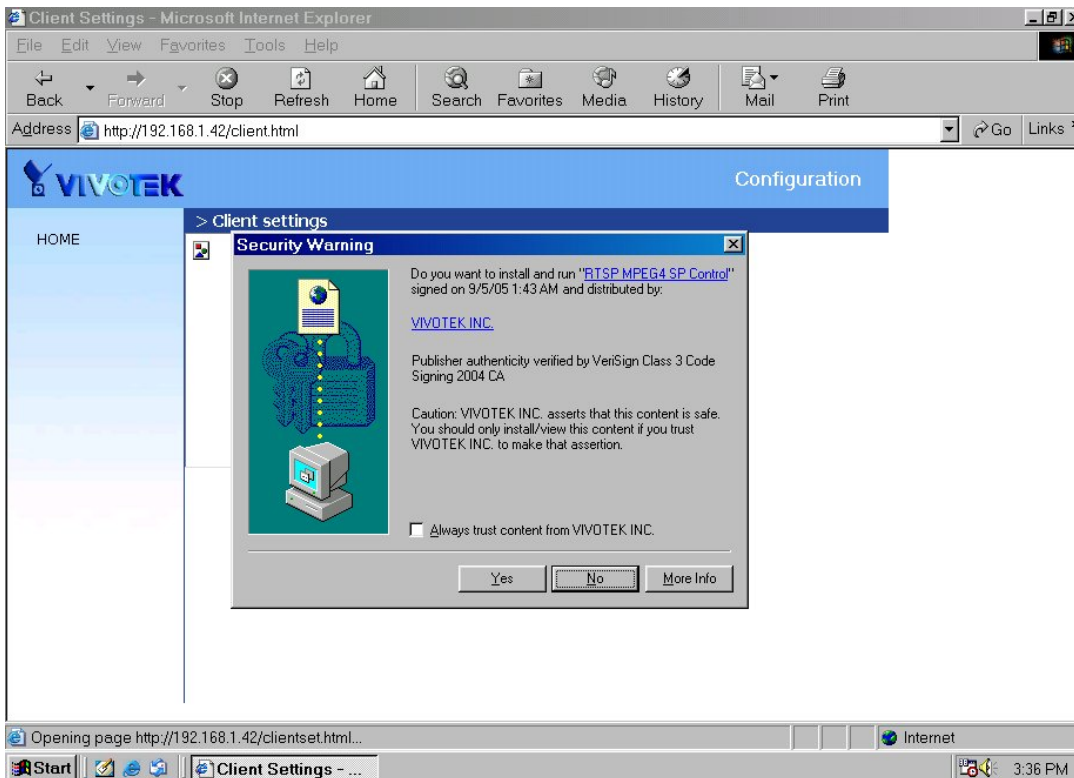 Client Settings - Microsoft Internet Explorer
File Edit View Favorites Tools Help
Back Forward Stop Refresh Home Search Favorites Media History Mail Print
Address http://192.168.1.42/client.html Go Links
VIVOTEK
Configuration
> Client settings
HOME
Security Warning
Do you want to install and run "RTSP MPEG4 SP Control"
signed on 9/5/05 1:43 AM and distributed by:
VIVOTEK INC.
Publisher authenticity verified by VeriSign Class 3 Code
Signing 2004 CA
Caution: VIVOTEK INC. asserts that this content is safe.
You should only install/view this content if you trust
VIVOTEK INC. to make that assertion.
Always trust content from VIVOTEK INC.
Yes No More Info
Opening page http://192.168.1.42/clientset.html...
Internet
Start Client Settings - ... 3:36 PM